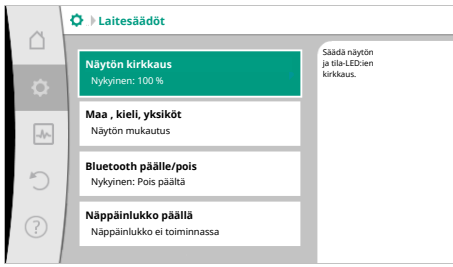 Laitesäädöt
Näytön kirkkaus
Nykyinen: 100 %
Maa , kieli, yksiköt
Näytön mukautus
Bluetooth päälle/pois
Nykyinen: Pois päältä
Näppäinlukko päällä
Näppäinlukko ei toiminnassa
Säädä näytön
ja tila-LED:ien
kirkkaus.